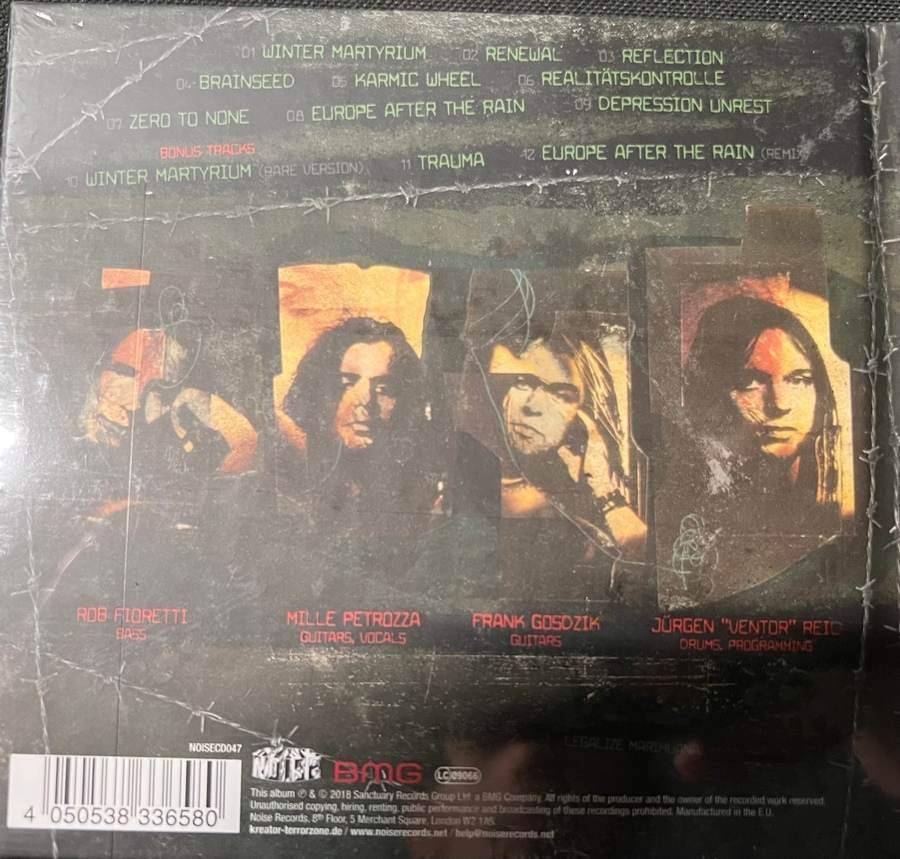 01 WINTER MARTYRIUM 02 RENEWAL 03 REFLECTION
04 BRAINSEED 05 KARMIC WHEEL 06 REALITÄTSKONTROLLE
07 ZERO TO NONE 08 EUROPE AFTER THE RAIN 09 DEPRESSION UNREST
BONUS TRACKS
10 WINTER MARTYRIUM (RARE VERSION) 11 TRAUMA 12 EUROPE AFTER THE RAIN (REMIX)
ROB FIORETTI
BASS
MILLE PETROZZA
GUITARS, VOCALS
FRANK GOSDZIK
GUITARS
JÜRGEN "VENTOR" REIL
DRUMS, PROGRAMMING
LEGALIZE MARIHUANA
NOISECD047
NOISE
BMG
LC 09066
4 050538 336580
This album ℗ & © 2018 Sanctuary Records Group Ltd. a BMG Company. All rights of the producer and the owner of the recorded work reserved.
Unauthorised copying, hiring, renting, public performance and broadcasting of these recordings prohibited. Manufactured in the E.U.
Noise Records, 8th Floor, 5 Merchant Square, London W2 1AS.
kreator-terrorzone.de / www.noiserecords.net / help@noiserecords.net